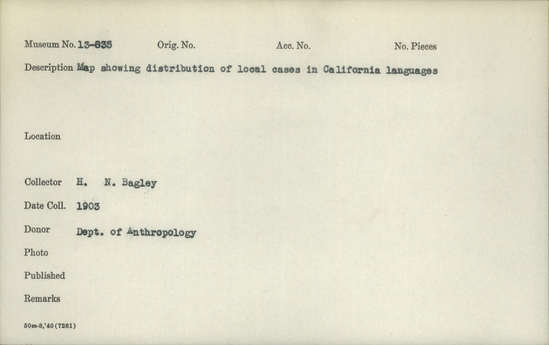 Museum No. 13-835 Orig. No. Acc. No. No. Pieces
Description Map showing distribution of local cases in California languages
Location
Collector H. N. Bagley
Date Coll. 1903
Donor Dept. of Anthropology
Photo
Published
Remarks
50m-8,'40(7281)